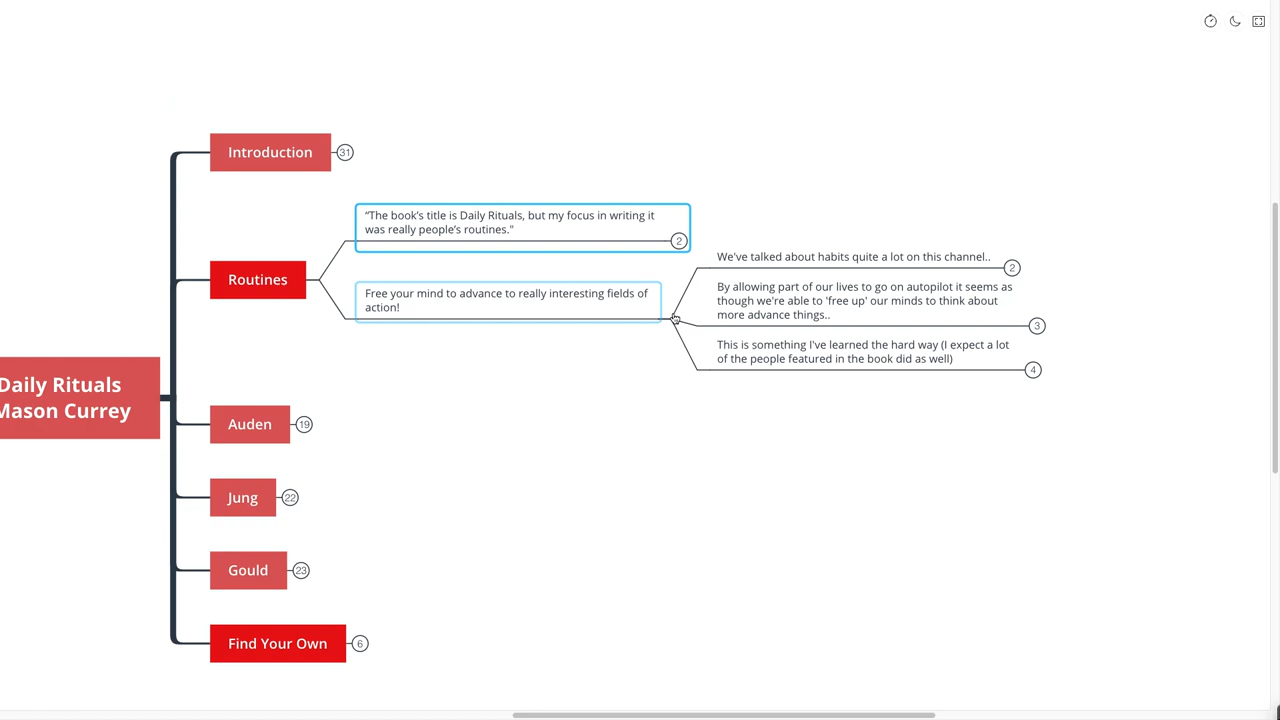 Introduction
31
“The book’s title is Daily Rituals, but my focus in writing it
was really people’s routines.”
2
Routines
Free your mind to advance to really interesting fields of
action!
We've talked about habits quite a lot on this channel..
2
By allowing part of our lives to go on autopilot it seems as
though we're able to 'free up' our minds to think about
more advance things..
3
This is something I've learned the hard way (I expect a lot
of the people featured in the book did as well)
4
Daily Rituals
Mason Currey
Auden
19
Jung
22
Gould
23
Find Your Own
6